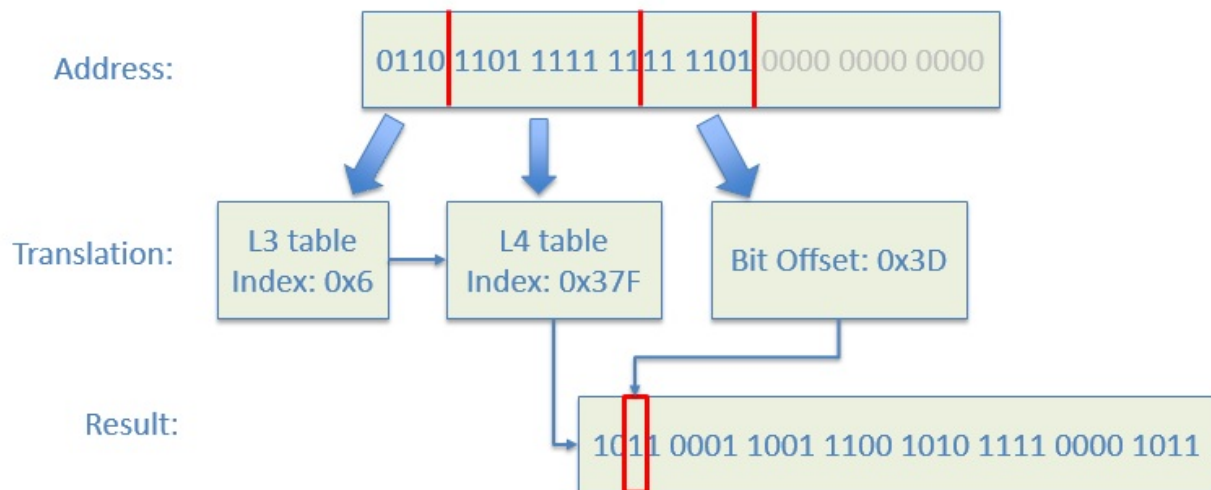 Address:
0110 1101 1111 1111 1101 0000 0000 0000
Translation:
L3 table
Index: 0x6
L4 table
Index: 0x37F
Bit Offset: 0x3D
Result:
1011 0001 1001 1100 1010 1111 0000 1011